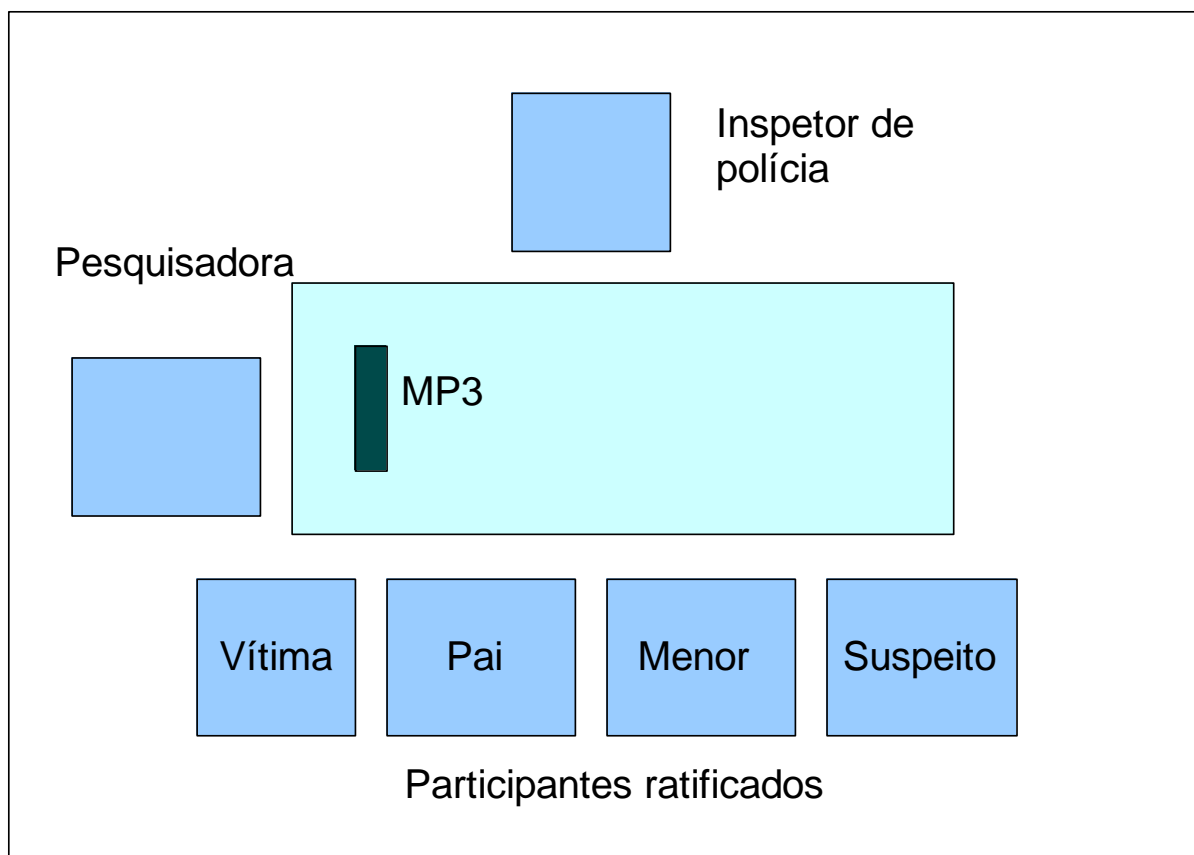 Inspetor de
polícia
Pesquisadora
MP3
Vítima
Pai
Menor
Suspeito
Participantes ratificados